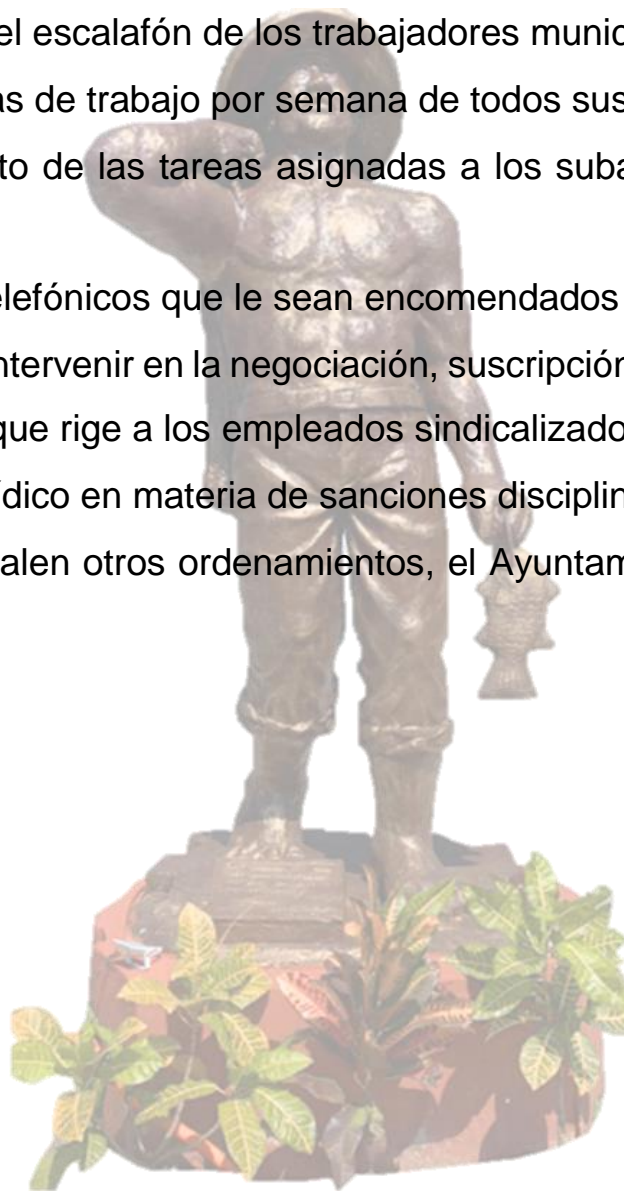 el escalafón de los trabajadores munic
as de trabajo por semana de todos sus
to de las tareas asignadas a los suba
elefónicos que le sean encomendados
ntervenir en la negociación, suscripción
que rige a los empleados sindicalizado
ídico en materia de sanciones disciplin
alen otros ordenamientos, el Ayuntam